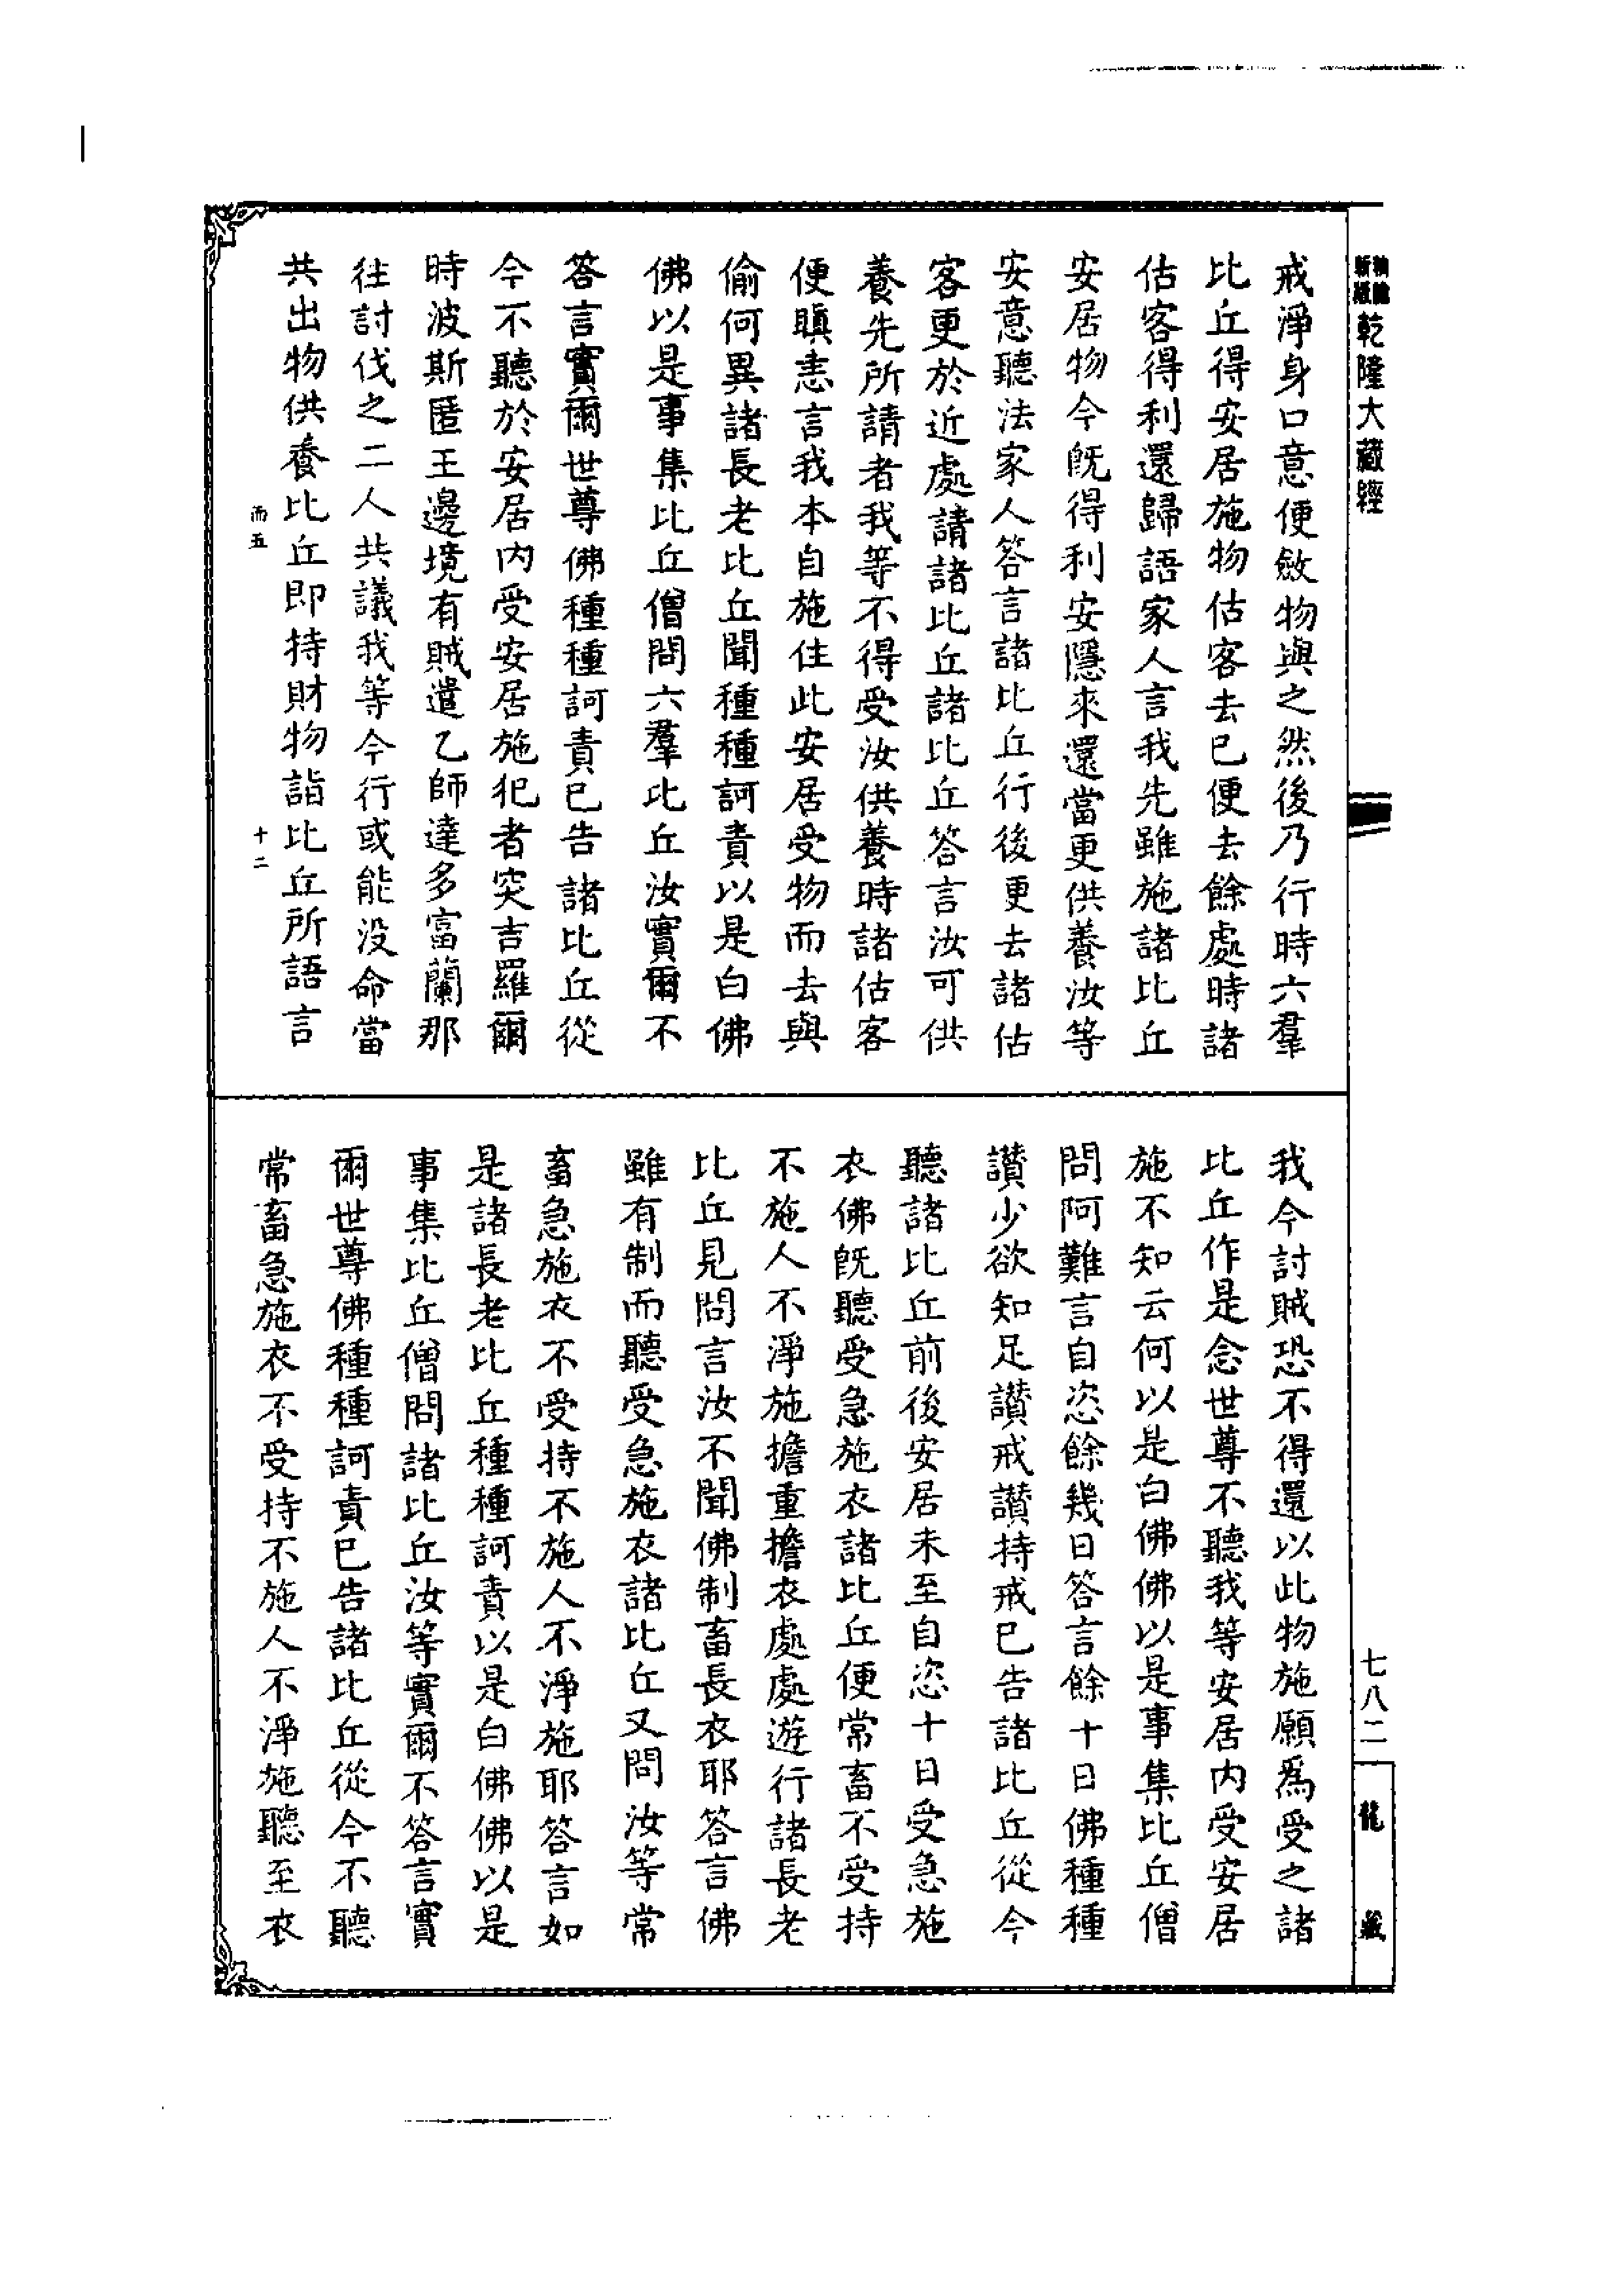 乾隆大藏經
戒淨身口意便斂物與之然後乃行時六羣
比丘得安居施物估客去已便去餘處時諸
估客得利還歸語家人言我先雖施諸比丘
安居物今旣得利安隱來還當更供養汝等
安意聽法家人答言諸比丘行後更去諸估
客更於近處請諸比丘諸比丘答言汝可供
養先所請者我等不得受汝供養時諸估客
便瞋恚言我本自施住此安居受物而去與
偷何異諸長老比丘聞種種訶責以是白佛
佛以是事集比丘僧問六羣比丘汝實爾不
答言實爾世尊佛種種訶責已告諸比丘從
今不聽於安居內受安居施犯者突吉羅爾
時波斯匿王邊境有賊遣乙師達多富蘭那
往討伐之二人共議我等今行或能没命當
共出物供養比丘即持財物詣比丘所語言
而五
十二
我今討賊恐不得還以此物施願爲受之諸
比丘作是念世尊不聽我等安居內受安居
施不知云何以是白佛佛以是事集比丘僧
問阿難言自恣餘幾日答言餘十日佛種種
讃少欲知足讃戒讃持戒已告諸比丘從今
聽諸比丘前後安居未至自恣十日受急施
衣佛旣聽受急施衣諸比丘便常畜不受持
不施人不淨施擔重擔衣處處遊行諸長老
比丘見問言汝不聞佛制畜長衣耶答言佛
雖有制而聽受急施衣諸比丘又問汝等常
畜急施衣不受持不施人不淨施耶答言如
是諸長老比丘種種訶責以是白佛佛以是
事集比丘僧問諸比丘汝等實爾不答言實
爾世尊佛種種訶責已告諸比丘從今不聽
常畜急施衣不受持不施人不淨施聽至衣
七八二
龍藏